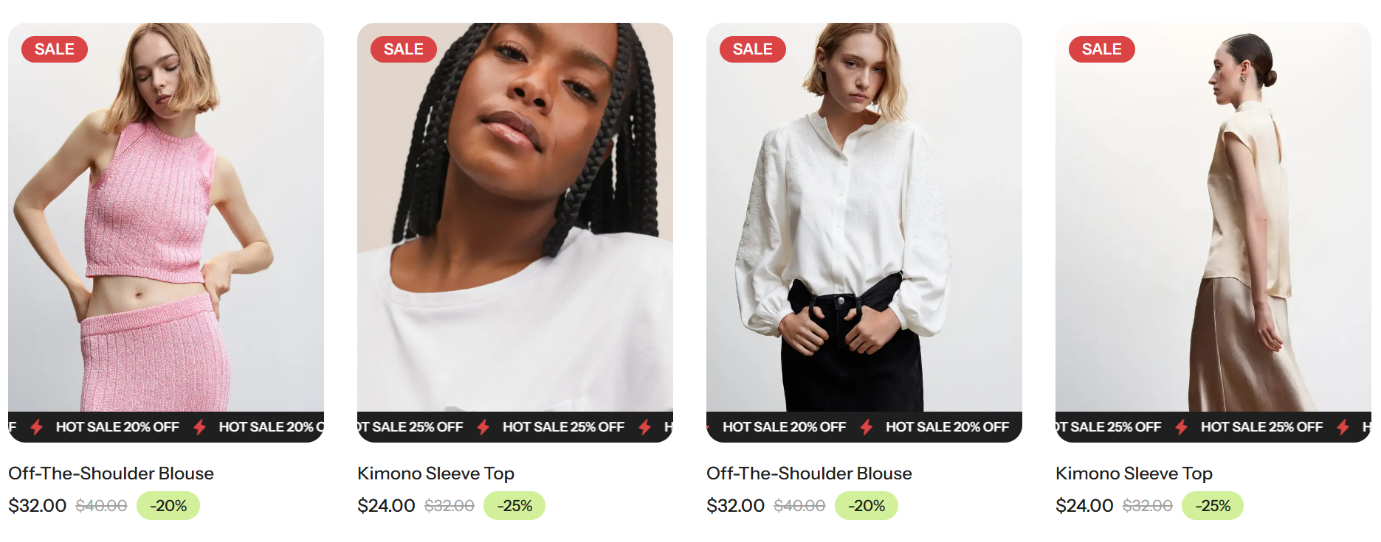 SALE
SALE
SALE
SALE
F ⚡ HOT SALE 20% OFF ⚡ HOT SALE 20% O
OT SALE 25% OFF ⚡ HOT SALE 25% OFF ⚡ H
HOT SALE 20% OFF ⚡ HOT SALE 20% OFF
OT SALE 25% OFF ⚡ HOT SALE 25% OFF ⚡ H
Off-The-Shoulder Blouse
$32.00 $40.00 -20%
Kimono Sleeve Top
$24.00 $32.00 -25%
Off-The-Shoulder Blouse
$32.00 $40.00 -20%
Kimono Sleeve Top
$24.00 $32.00 -25%